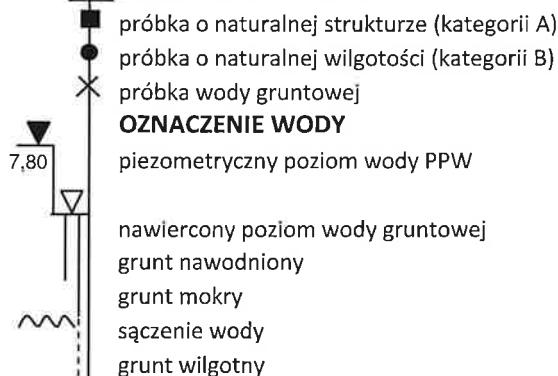 próbka o naturalnej strukturze (kategorii A)
próbka o naturalnej wilgotości (kategorii B)
próbka wody gruntowej
OZNACZENIE WODY
7,80 piezometryczny poziom wody PPW
nawiercony poziom wody gruntowej
grunt nawodniony
grunt mokry
sączenie wody
grunt wilgotny